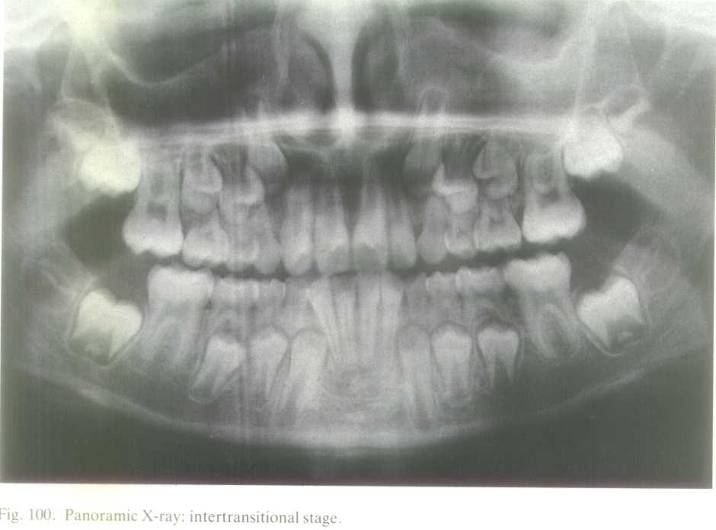 Fig. 100. Panoramic X-ray: intertransitional stage.